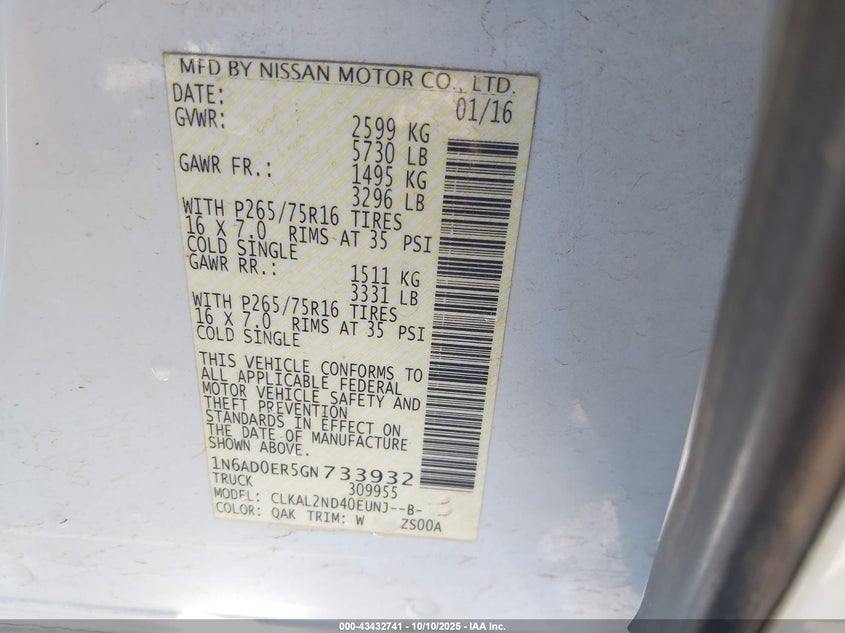 MFD BY NISSAN MOTOR CO., LTD.
DATE: 01/16
GVWR: 2599 KG
5730 LB
GAWR FR.: 1495 KG
3296 LB
WITH P265/75R16 TIRES
16 X 7.0 RIMS AT 35 PSI
COLD SINGLE
GAWR RR.: 1511 KG
3331 LB
WITH P265/75R16 TIRES
16 X 7.0 RIMS AT 35 PSI
COLD SINGLE
THIS VEHICLE CONFORMS TO
ALL APPLICABLE FEDERAL
MOTOR VEHICLE SAFETY AND
THEFT PREVENTION
STANDARDS IN EFFECT ON
THE DATE OF MANUFACTURE
SHOWN ABOVE.
1N6AD0ER5GN733932
TRUCK 309955
MODEL: CLKAL2ND40EUNJ--B-
COLOR: QAK TRIM: W ZS00A
000-43432741 - 10/10/2025 - IAA Inc.